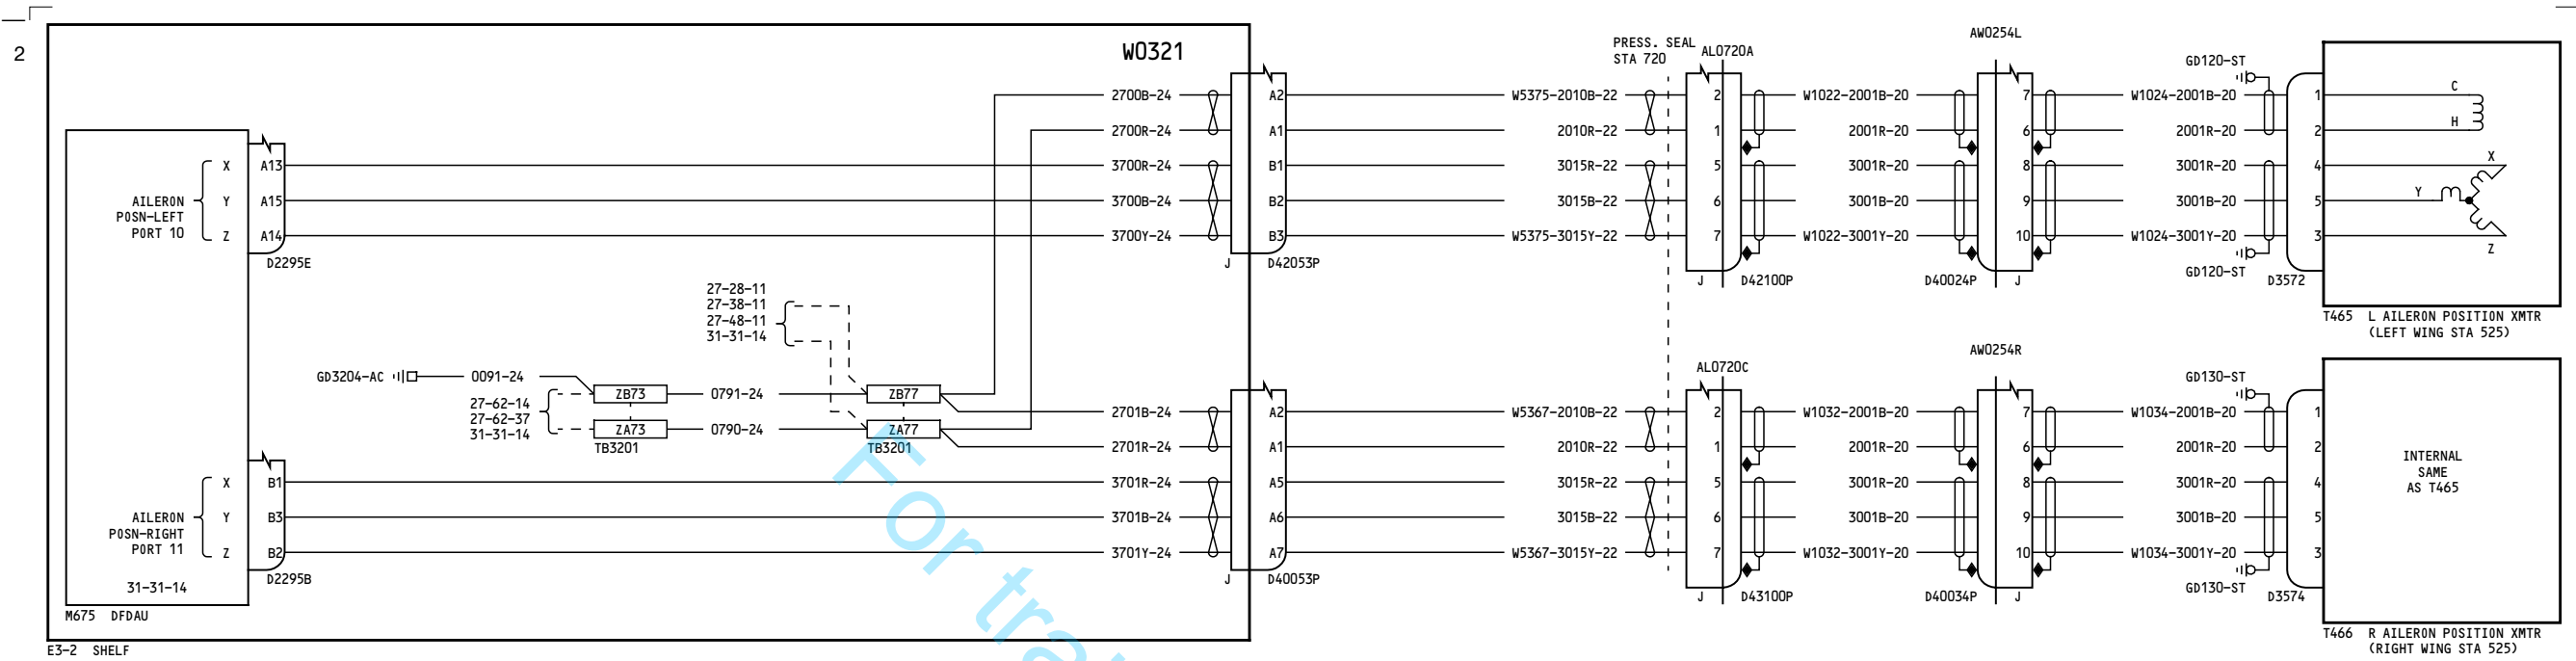 2
W0321
PRESS. SEAL
STA 720
AL0720A
AW0254L
GD120-ST
2700B-24
A2
W5375-2010B-22
2
W1022-2001B-20
7
W1024-2001B-20
1
C
2700R-24
A1
2010R-22
1
2001R-20
6
2001R-20
2
H
X
A13
3700R-24
B1
3015R-22
5
3001R-20
8
3001R-20
4
X
AILERON
POSN-LEFT
PORT 10
Y
A15
3700B-24
B2
3015B-22
6
3001B-20
9
3001B-20
5
Y
Z
A14
3700Y-24
B3
W5375-3015Y-22
7
W1022-3001Y-20
10
W1024-3001Y-20
3
Z
D2295E
J
D42053P
J
D42100P
D40024P
J
GD120-ST
D3572
T465 L AILERON POSITION XMTR
(LEFT WING STA 525)
27-28-11
27-38-11
27-48-11
31-31-14
GD3204-AC
0091-24
ZB73
0791-24
ZB77
27-62-14
27-62-37
31-31-14
ZA73
0790-24
ZA77
TB3201
TB3201
AL0720C
AW0254R
GD130-ST
2701B-24
A2
W5367-2010B-22
2
W1032-2001B-20
7
W1034-2001B-20
1
2701R-24
A1
2010R-22
1
2001R-20
6
2001R-20
2
X
B1
3701R-24
A5
3015R-22
5
3001R-20
8
3001R-20
4
INTERNAL
SAME
AS T465
AILERON
POSN-RIGHT
PORT 11
Y
B3
3701B-24
A6
3015B-22
6
3001B-20
9
3001B-20
5
Z
B2
3701Y-24
A7
W5367-3015Y-22
7
W1032-3001Y-20
10
W1034-3001Y-20
3
D2295B
J
D40053P
J
D43100P
D40034P
J
GD130-ST
D3574
31-31-14
M675 DFDAU
E3-2 SHELF
T466 R AILERON POSITION XMTR
(RIGHT WING STA 525)
For